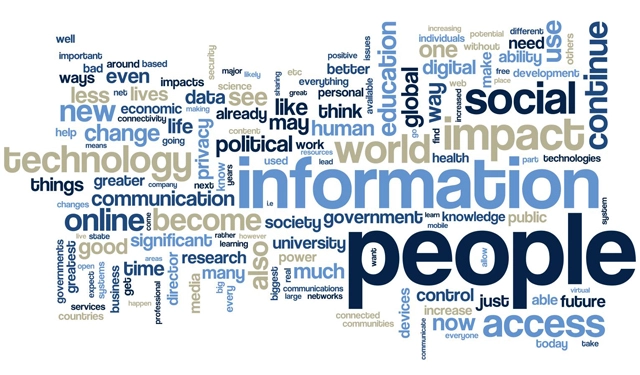 well
important
bad
around
based
ways
even
impacts
security
major
likely
science
less
net
lives
data
see
new
economic
making
connectivity
already
help
change
life
privacy
content
means
going
technology
political
work
resources
things
greater
company
next
know
years
used
lead
changes
communication
i.e
information
etc
sharing
great
everything
positive
issues
better
personal
available
like
think
may
human
education
go
global
individuals
increasing
potential
one
without
digital
web
way
find
increased
make
free
place
different
need
ability
use
others
development
continue
social
impact
world
health
part
technologies
system
online
come
become
society
government
learn
knowledge
public
mobile
live
state
good
significant
rather
however
learning
university
power
people
want
allow
governments
greatest
open
expect
systems
business
get
time
areas
director
research
many
also
biggest
real
much
communications
large
networks
services
countries
happen
professional
media
big
every
connected
communities
devices
communicate
control
increase
just
able
virtual
future
now
everyone
access
today
take